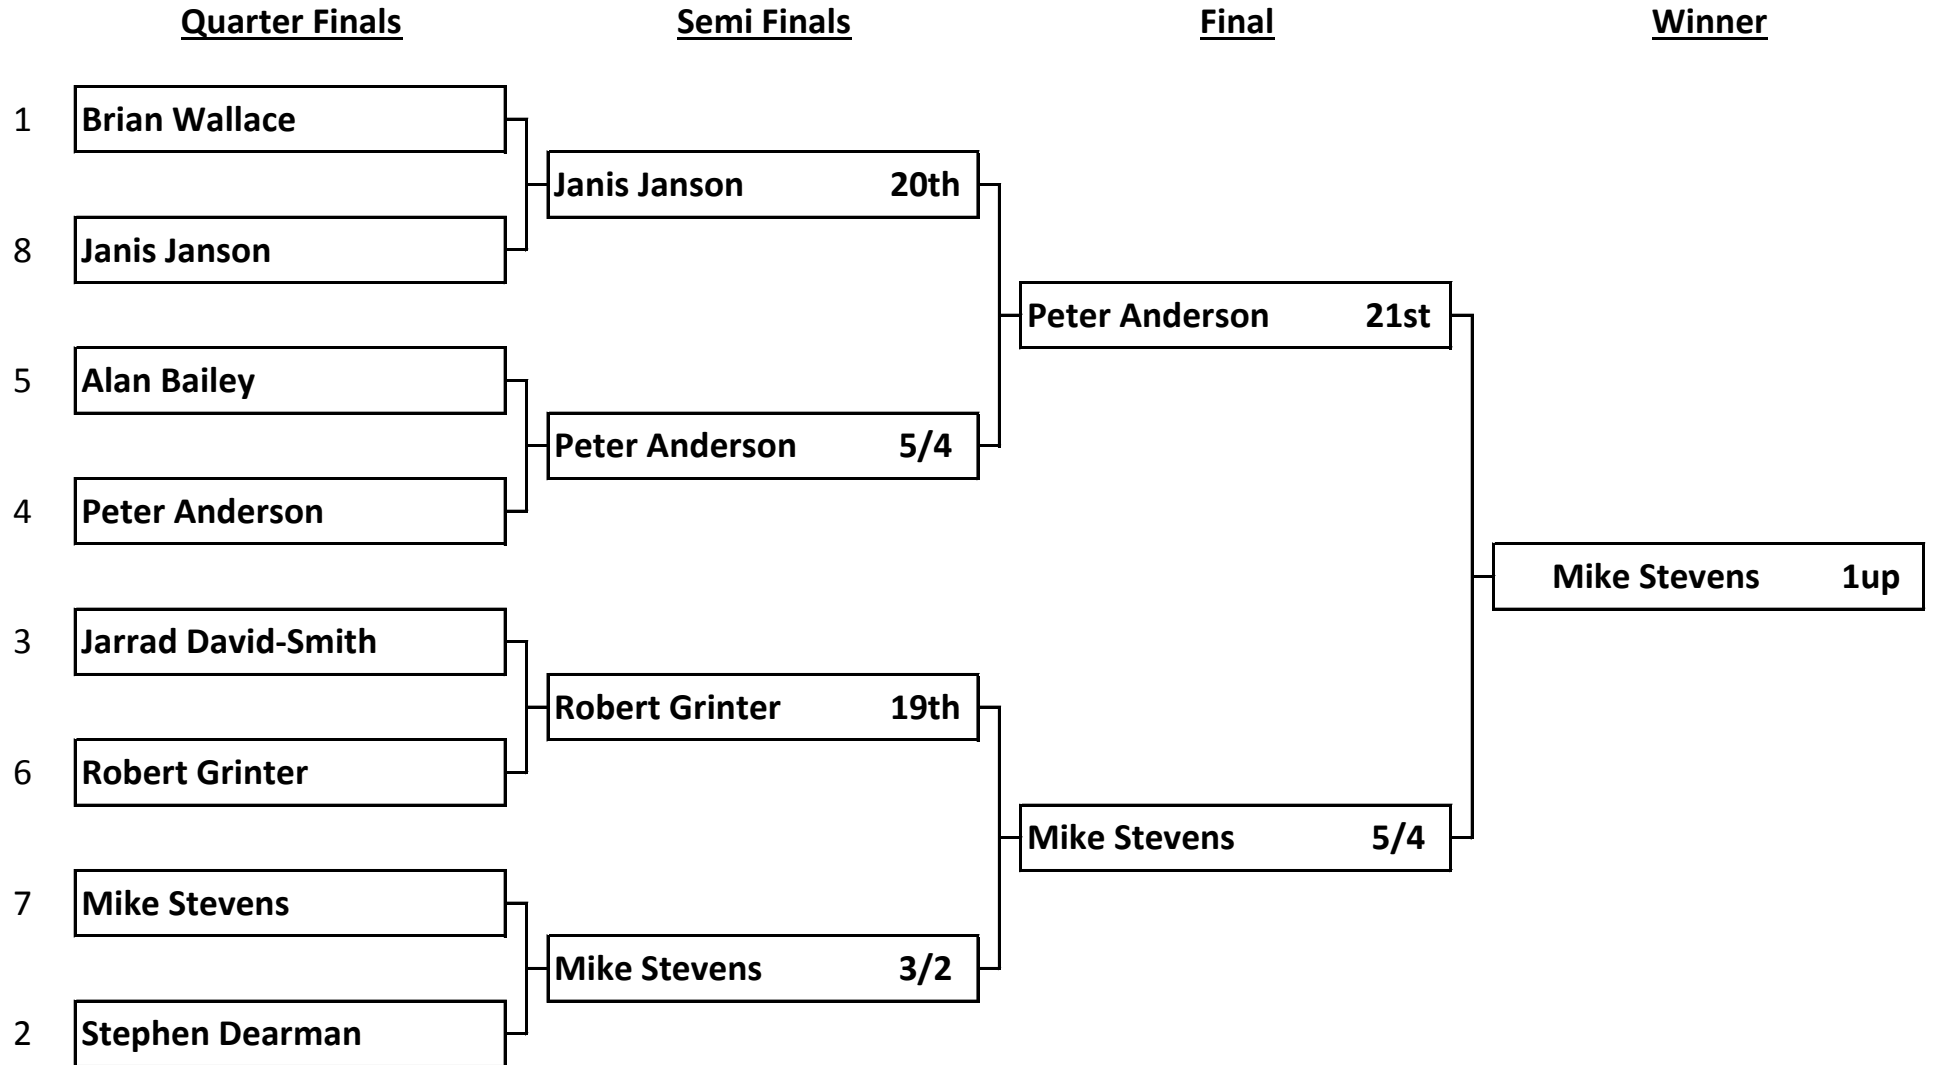 Quarter Finals Semi Finals Final Winner
1 Brian Wallace
Janis Janson 20th
8 Janis Janson
Peter Anderson 21st
5 Alan Bailey
Peter Anderson 5/4
4 Peter Anderson
Mike Stevens 1up
3 Jarrad David-Smith
Robert Grinter 19th
6 Robert Grinter
Mike Stevens 5/4
7 Mike Stevens
Mike Stevens 3/2
2 Stephen Dearman